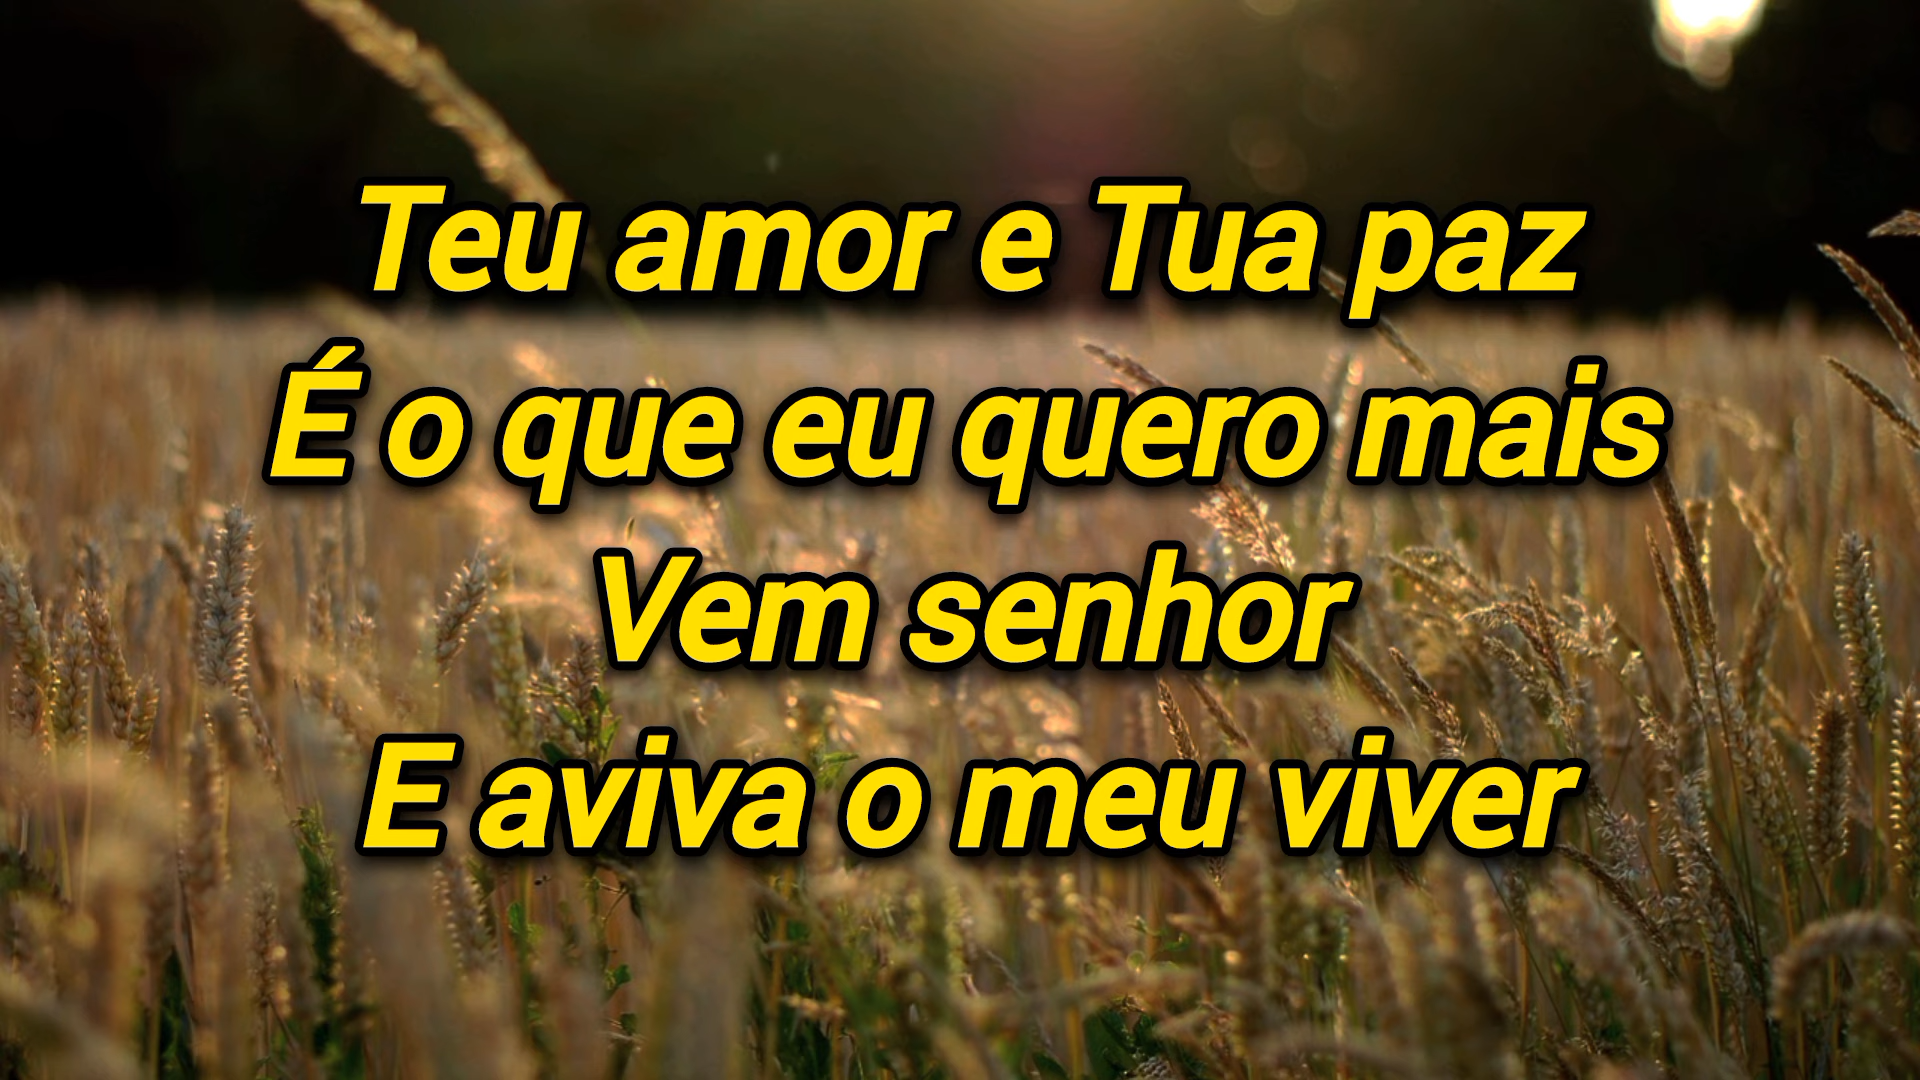 Teu amor e Tua paz
É o que eu quero mais
Vem senhor
E aviva o meu viver